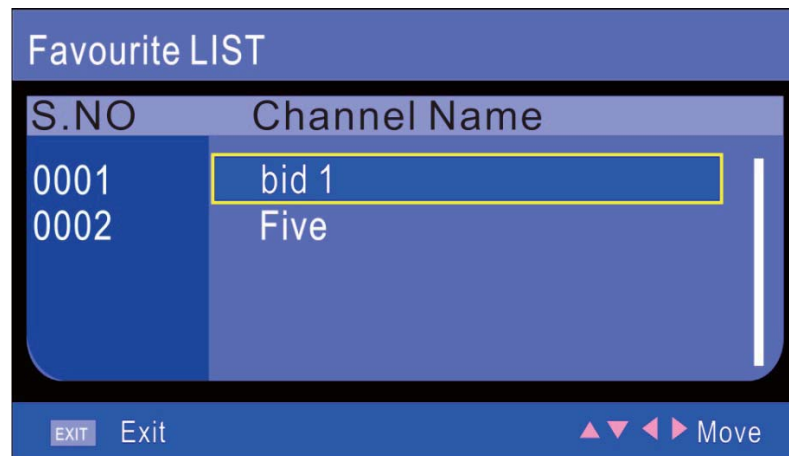 Favourite LIST
S.NO Channel Name
0001 bid 1
0002 Five
EXIT Exit ▲▼◀▶ Move